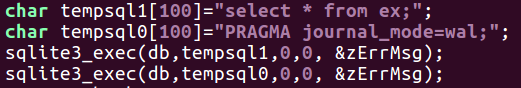 char tempsql1[100]="select * from ex;";
char tempsql0[100]="PRAGMA journal_mode=wal;";
sqlite3_exec(db,tempsql1,0,0, &zErrMsg);
sqlite3_exec(db,tempsql0,0,0, &zErrMsg);